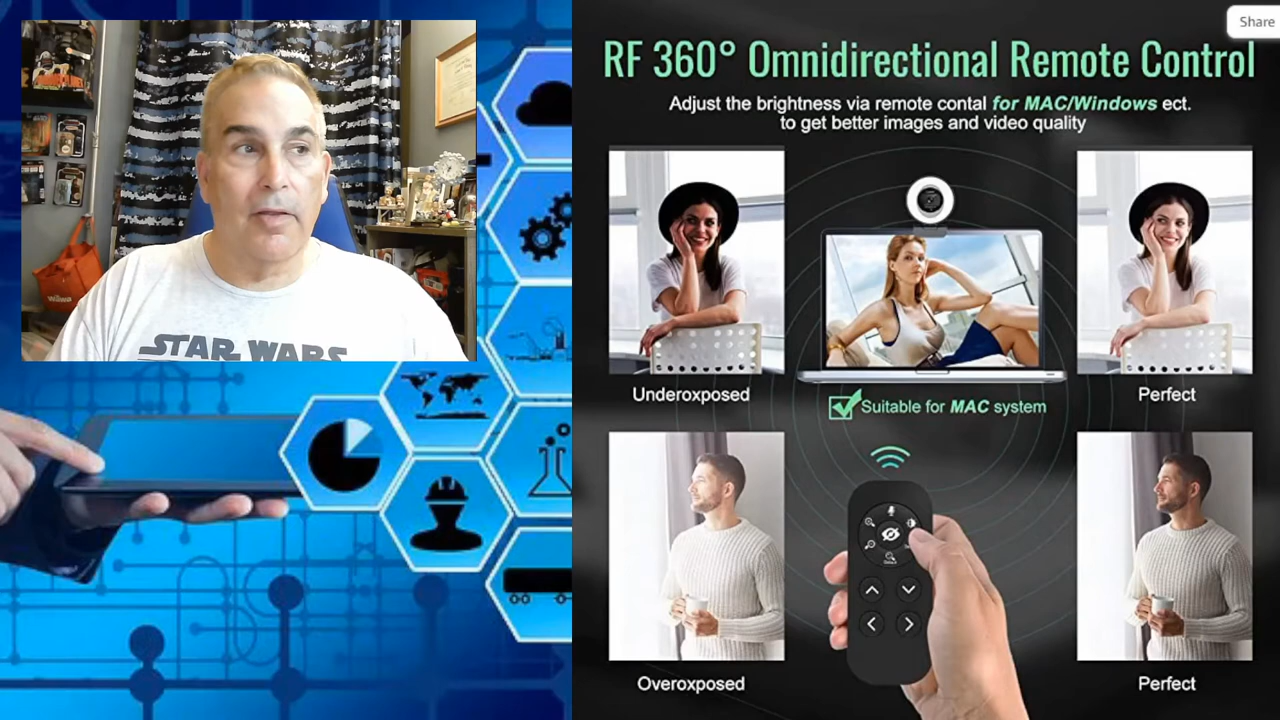 Share
RF 360° Omnidirectional Remote Control
Adjust the brightness via remote contal for MAC/Windows ect.
to get better images and video quality
wawa
STAR WARS
Underoxposed
Perfect
Suitable for MAC system
Overoxposed
Perfect